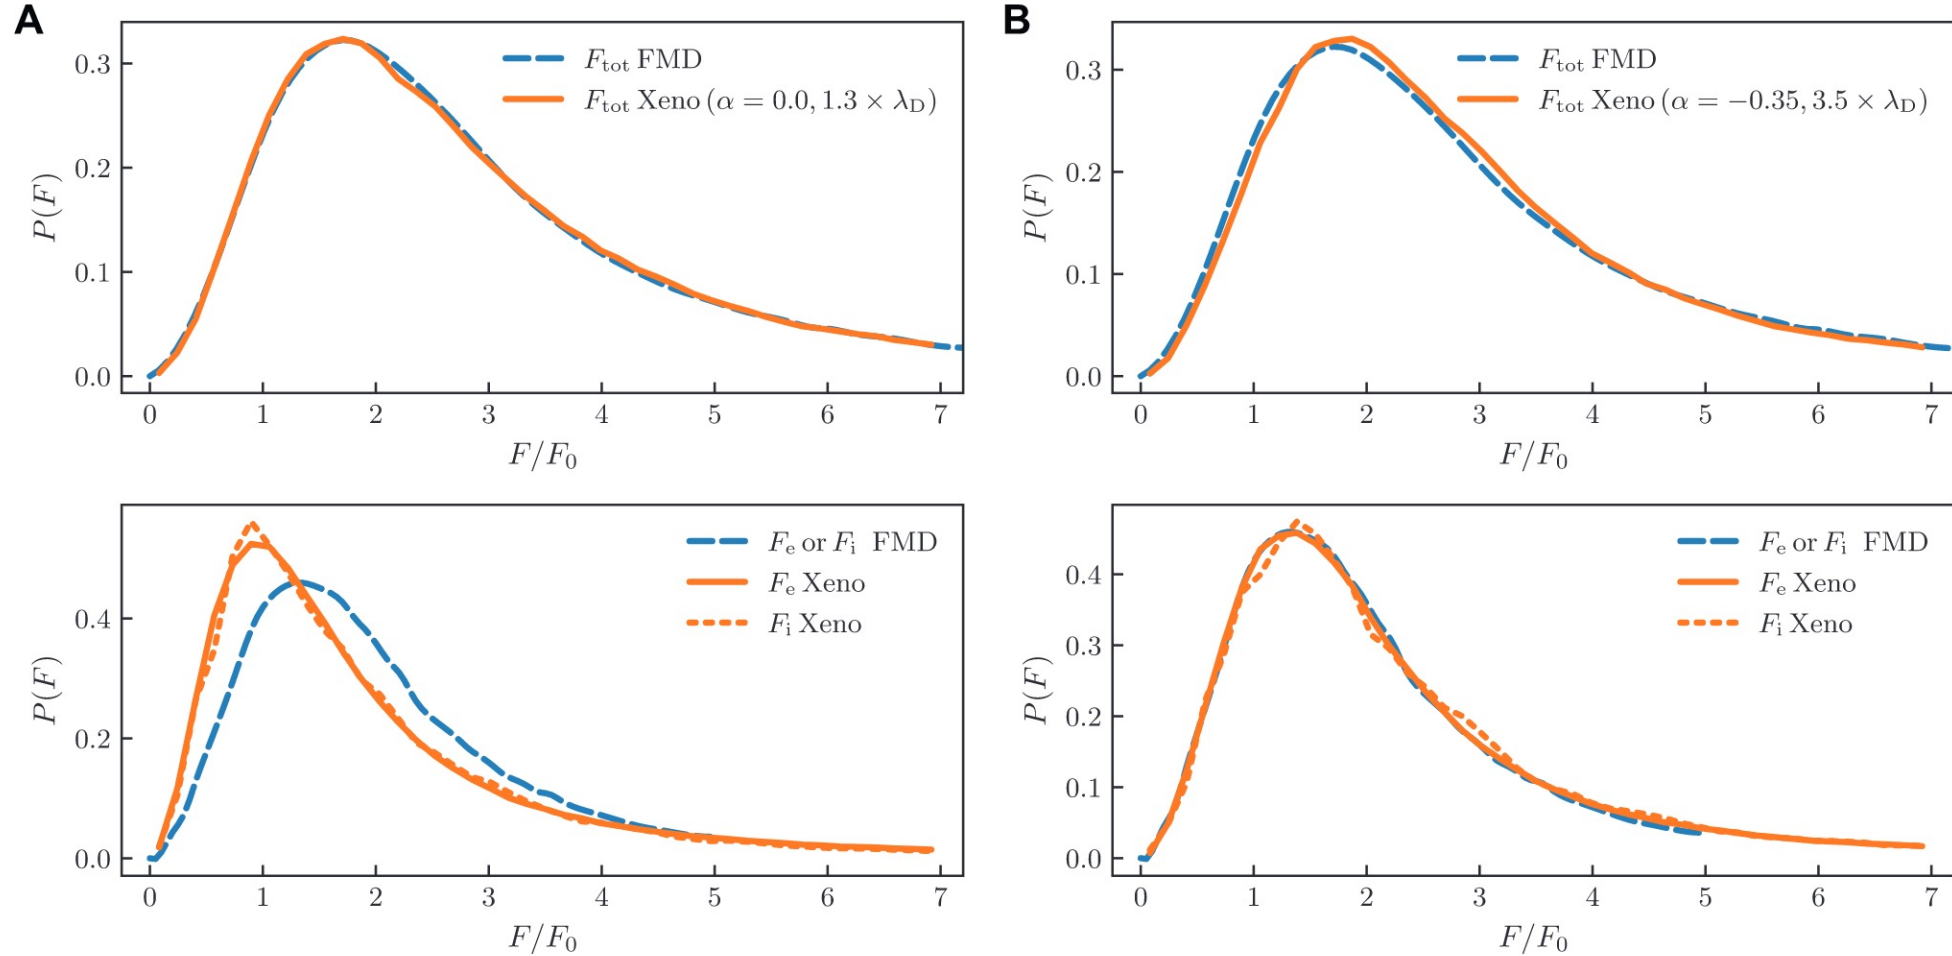 A
0.3
0.2
0.1
0.0
P(F)
F_tot FMD
F_tot Xeno (α = 0.0, 1.3 × λ_D)
0 1 2 3 4 5 6 7
F/F_0
B
0.3
0.2
0.1
0.0
P(F)
F_tot FMD
F_tot Xeno (α = −0.35, 3.5 × λ_D)
0 1 2 3 4 5 6 7
F/F_0
0.4
0.2
0.0
P(F)
F_e or F_i FMD
F_e Xeno
F_i Xeno
0 1 2 3 4 5 6 7
F/F_0
0.4
0.3
0.2
0.1
0.0
P(F)
F_e or F_i FMD
F_e Xeno
F_i Xeno
0 1 2 3 4 5 6 7
F/F_0